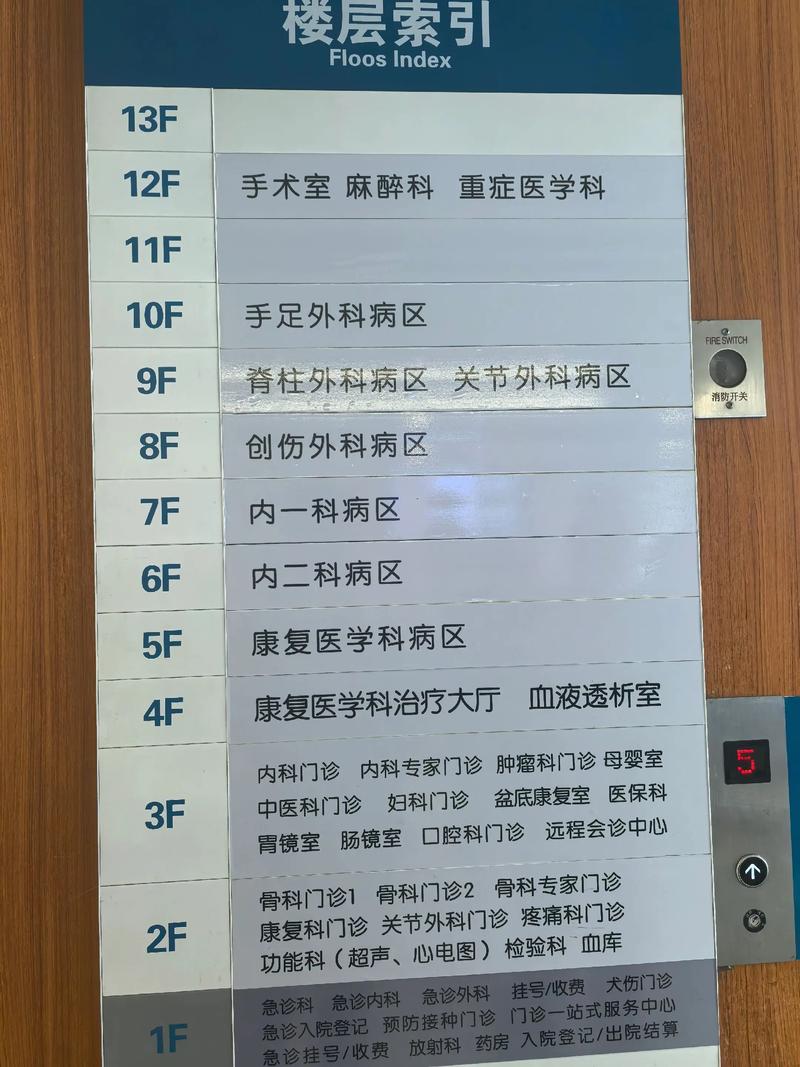 楼层索引
Floos Index
13F
12F 手术室 麻醉科 重症医学科
11F
10F 手足外科病区
9F 脊柱外科病区 关节外科病区
8F 创伤外科病区
7F 内一科病区
6F 内二科病区
5F 康复医学科病区
4F 康复医学科治疗大厅 血液透析室
3F
内科门诊 内科专家门诊 肿瘤科门诊 母婴室
中医科门诊 妇科门诊 盆底康复室 医保科
胃镜室 肠镜室 口腔科门诊 远程会诊中心
2F
骨科门诊1 骨科门诊2 骨科专家门诊
康复科门诊 关节外科门诊 疼痛科门诊
功能科（超声、心电图）检验科 血库
1F
急诊科 急诊内科 急诊外科 挂号/收费 犬伤门诊
急诊入院登记 预防接种门诊 门诊一站式服务中心
急诊挂号/收费 放射科 药房 入院登记/出院结算
FIRE SWITCH
消防开关
5